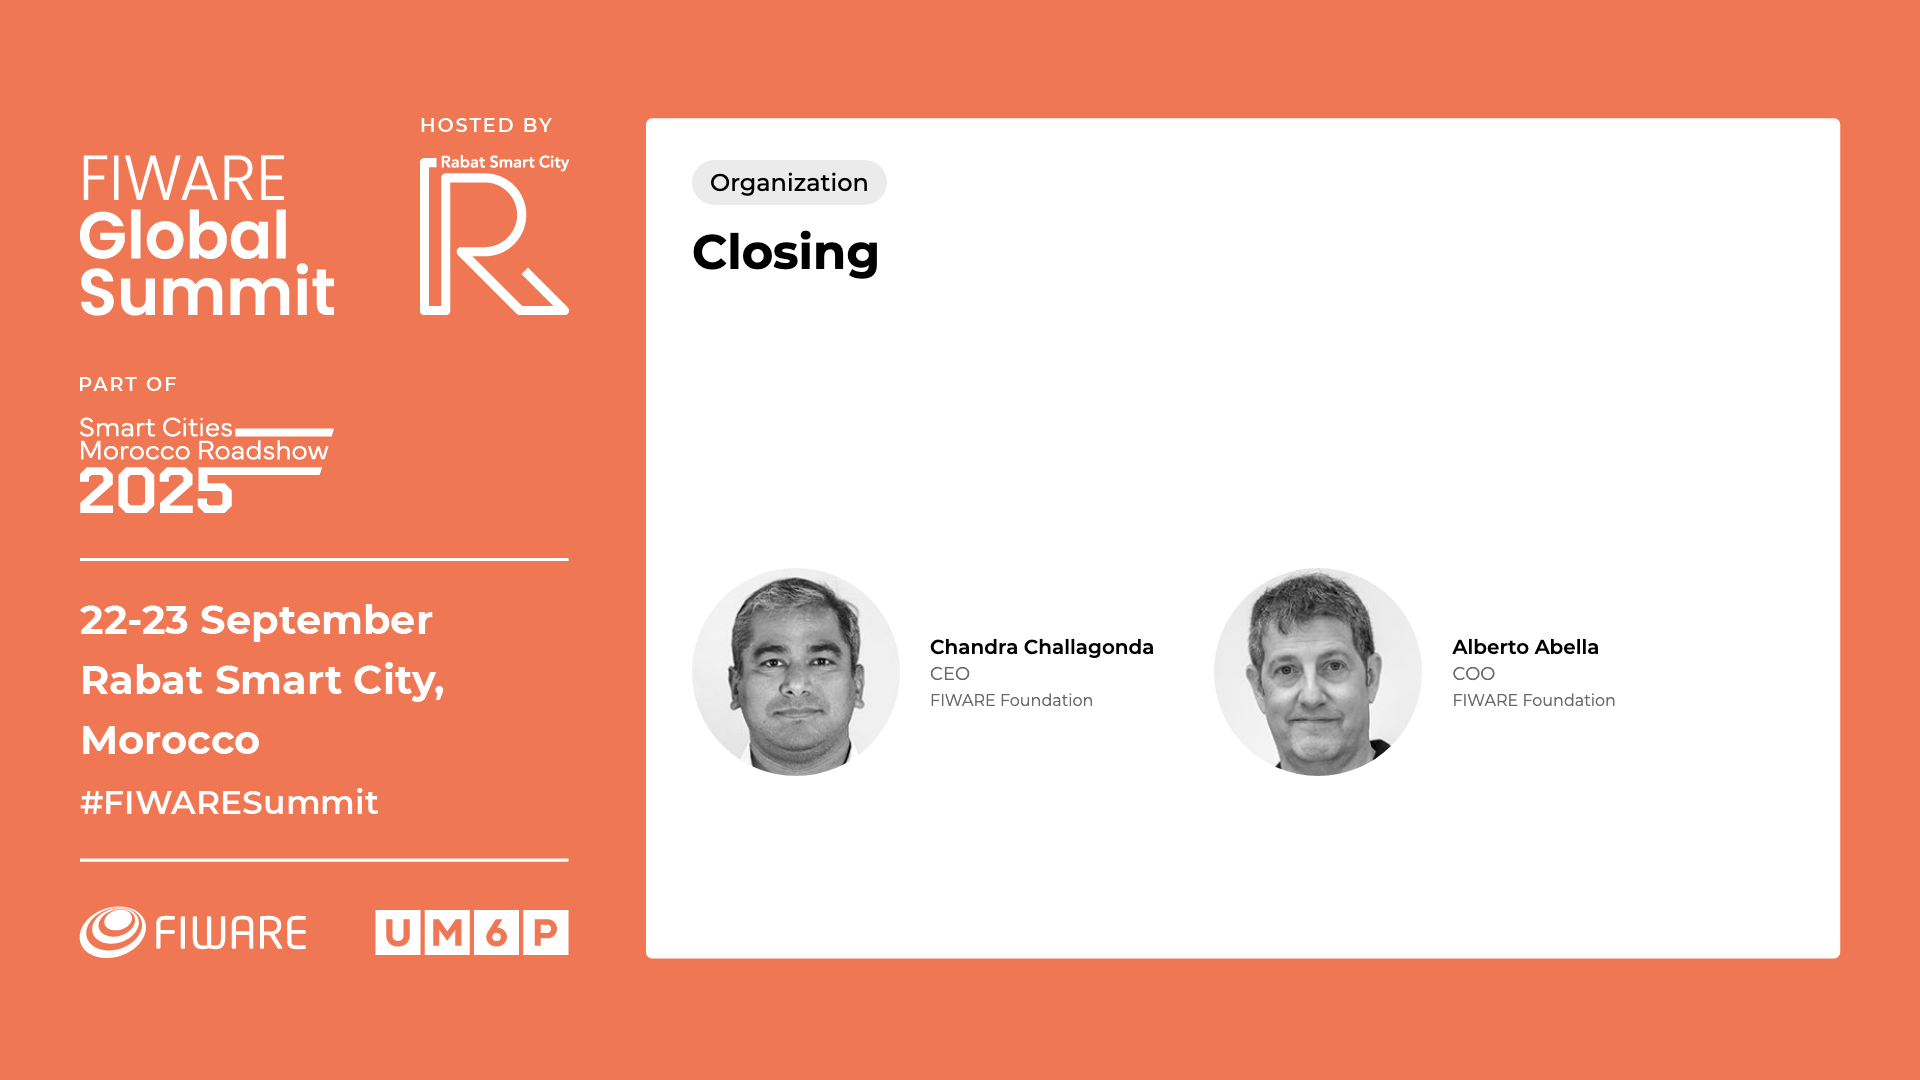 FIWARE
Global
Summit
HOSTED BY
Rabat Smart City
R
PART OF
Smart Cities
Morocco Roadshow
2025
22-23 September
Rabat Smart City,
Morocco
#FIWARESummit
FIWARE
UM6P
Organization
Closing
Chandra Challagonda
CEO
FIWARE Foundation
Alberto Abella
COO
FIWARE Foundation